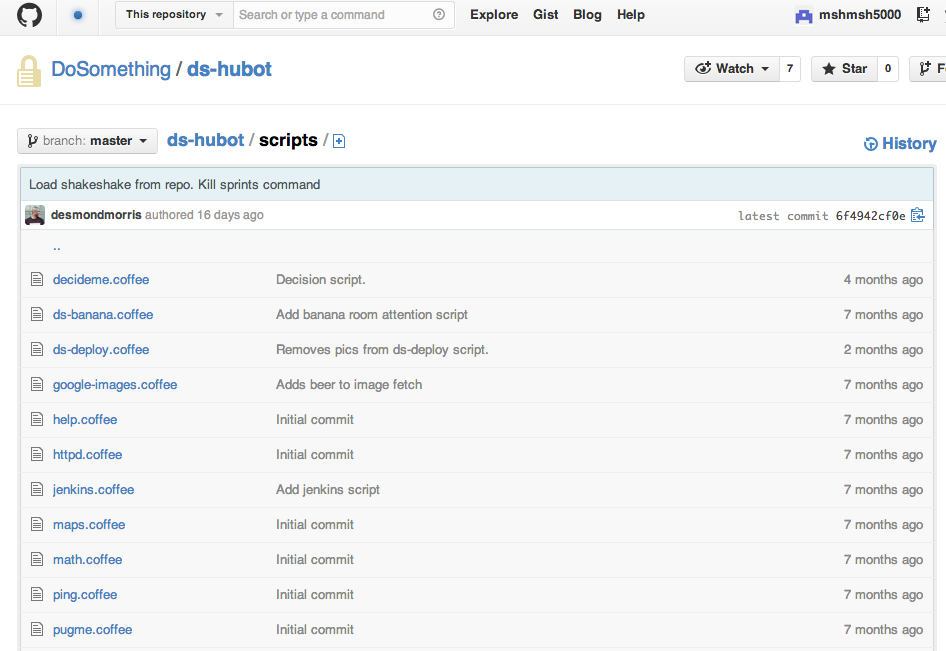 This repository Search or type a command Explore Gist Blog Help mshmsh5000
DoSomething / ds-hubot Watch 7 Star 0 F
branch: master ds-hubot / scripts / History
Load shakeshake from repo. Kill sprints command
desmondmorris authored 16 days ago latest commit 6f4942cf0e
..
decideme.coffee Decision script. 4 months ago
ds-banana.coffee Add banana room attention script 7 months ago
ds-deploy.coffee Removes pics from ds-deploy script. 2 months ago
google-images.coffee Adds beer to image fetch 7 months ago
help.coffee Initial commit 7 months ago
httpd.coffee Initial commit 7 months ago
jenkins.coffee Add jenkins script 7 months ago
maps.coffee Initial commit 7 months ago
math.coffee Initial commit 7 months ago
ping.coffee Initial commit 7 months ago
pugme.coffee Initial commit 7 months ago